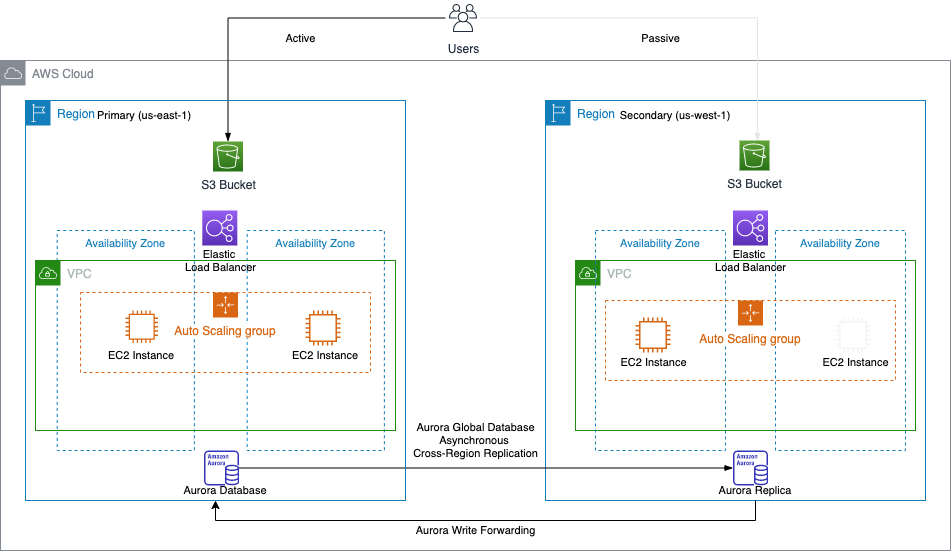 Users
Active
Passive
AWS Cloud
Region Primary (us-east-1)
S3 Bucket
Availability Zone
Availability Zone
Elastic
Load Balancer
VPC
Auto Scaling group
EC2 Instance
EC2 Instance
Amazon
Aurora
Aurora Database
Region Secondary (us-west-1)
S3 Bucket
Availability Zone
Availability Zone
Elastic
Load Balancer
VPC
Auto Scaling group
EC2 Instance
EC2 Instance
Amazon
Aurora
Aurora Replica
Aurora Global Database
Asynchronous
Cross-Region Replication
Aurora Write Forwarding